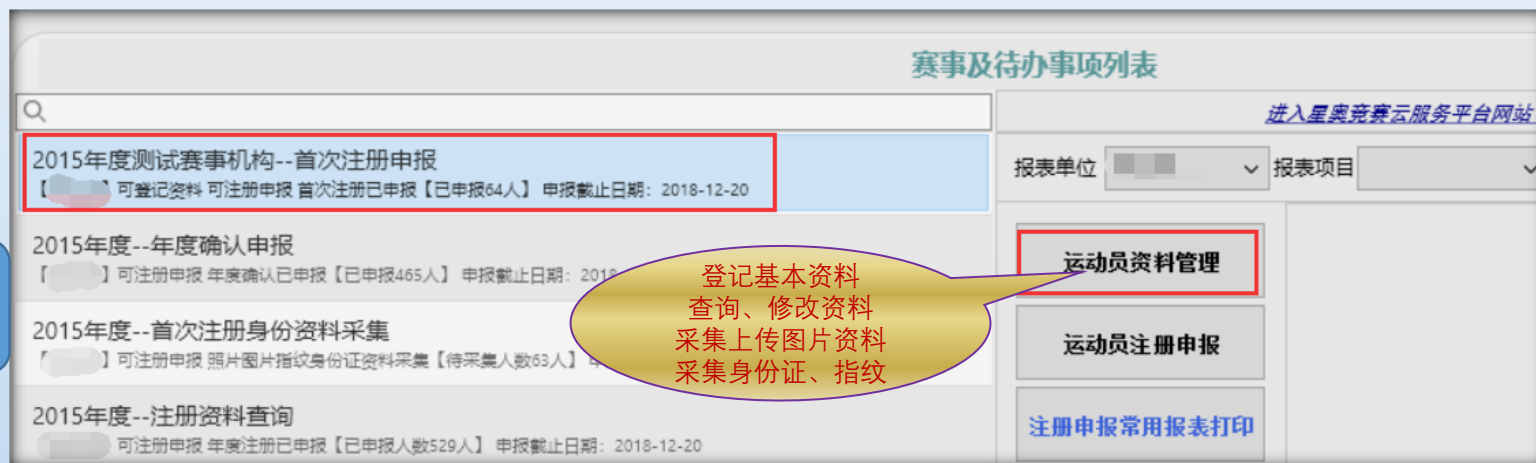 赛事及待办事项列表
进入星奥竞赛云服务平台网站
2015年度测试赛事机构--首次注册申报
【 】可登记资料 可注册申报 首次注册已申报【已申报64人】 申报截止日期：2018-12-20
报表单位
报表项目
2015年度--年度确认申报
【 】可注册申报 年度确认已申报【已申报465人】 申报截止日期：2018
运动员资料管理
登记基本资料
查询、修改资料
采集上传图片资料
采集身份证、指纹
2015年度--首次注册身份资料采集
【 】可注册申报 照片图片指纹身份证资料采集【待采集人数63人】
运动员注册申报
2015年度--注册资料查询
可注册申报 年度注册已申报【已申报人数529人】 申报截止日期：2018-12-20
注册申报常用报表打印